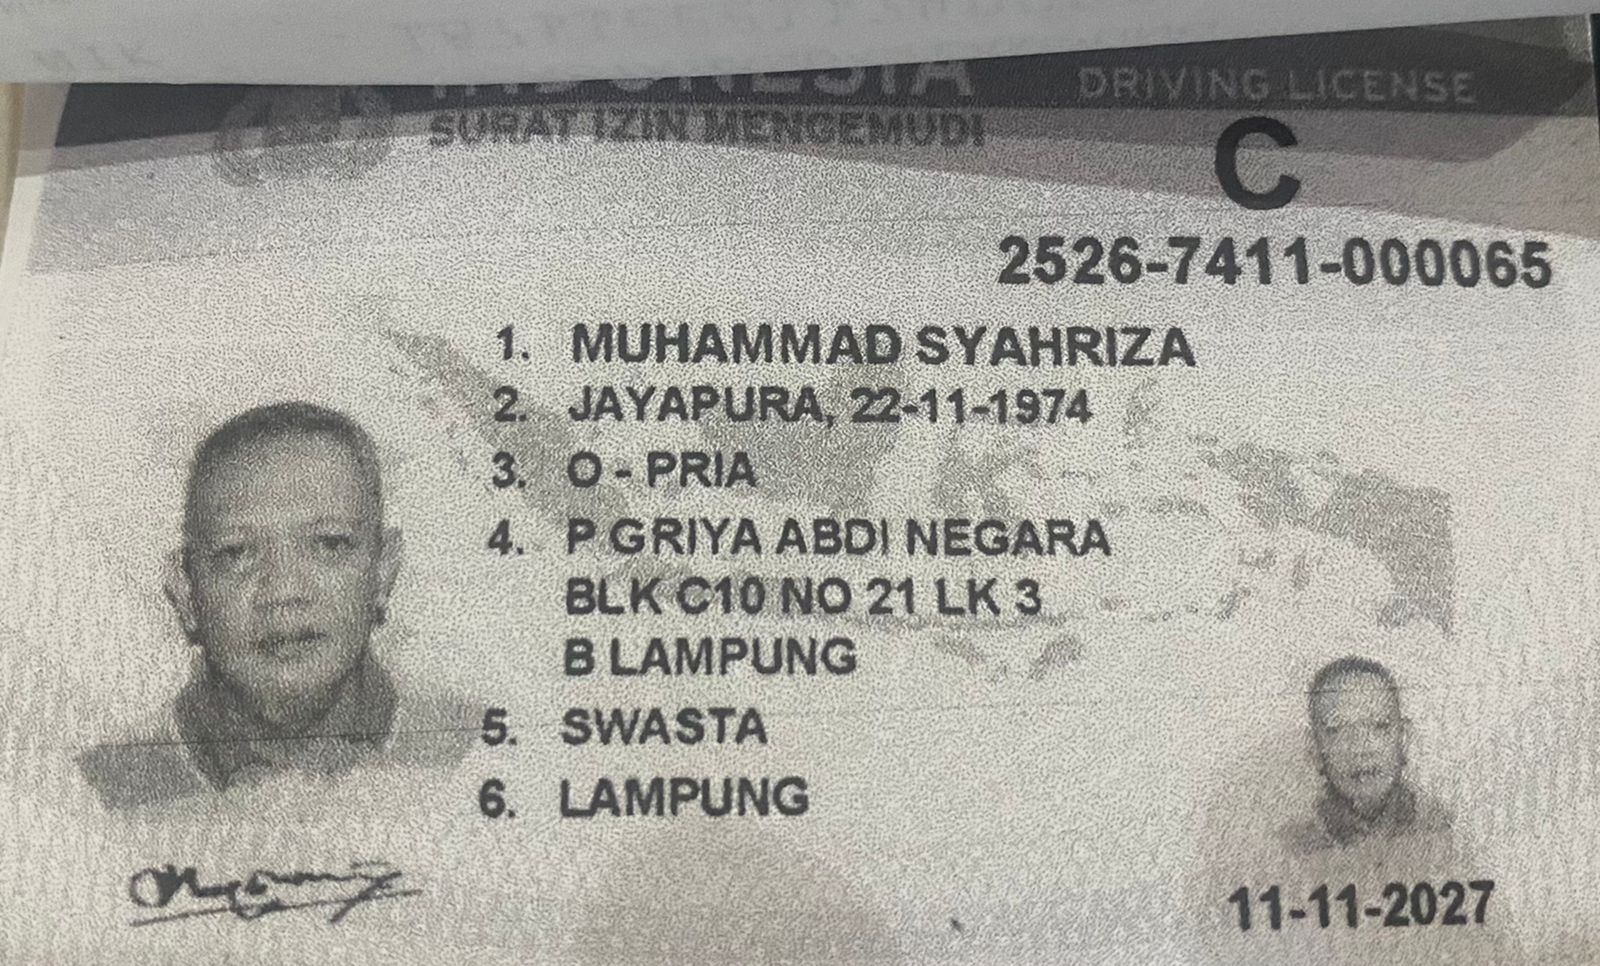 INDONESIA
DRIVING LICENSE
SURAT IZIN MENGEMUDI
C
2526-7411-000065
1. MUHAMMAD SYAHRIZA
2. JAYAPURA, 22-11-1974
3. O - PRIA
4. P GRIYA ABDI NEGARA
BLK C10 NO 21 LK 3
B LAMPUNG
5. SWASTA
6. LAMPUNG
11-11-2027